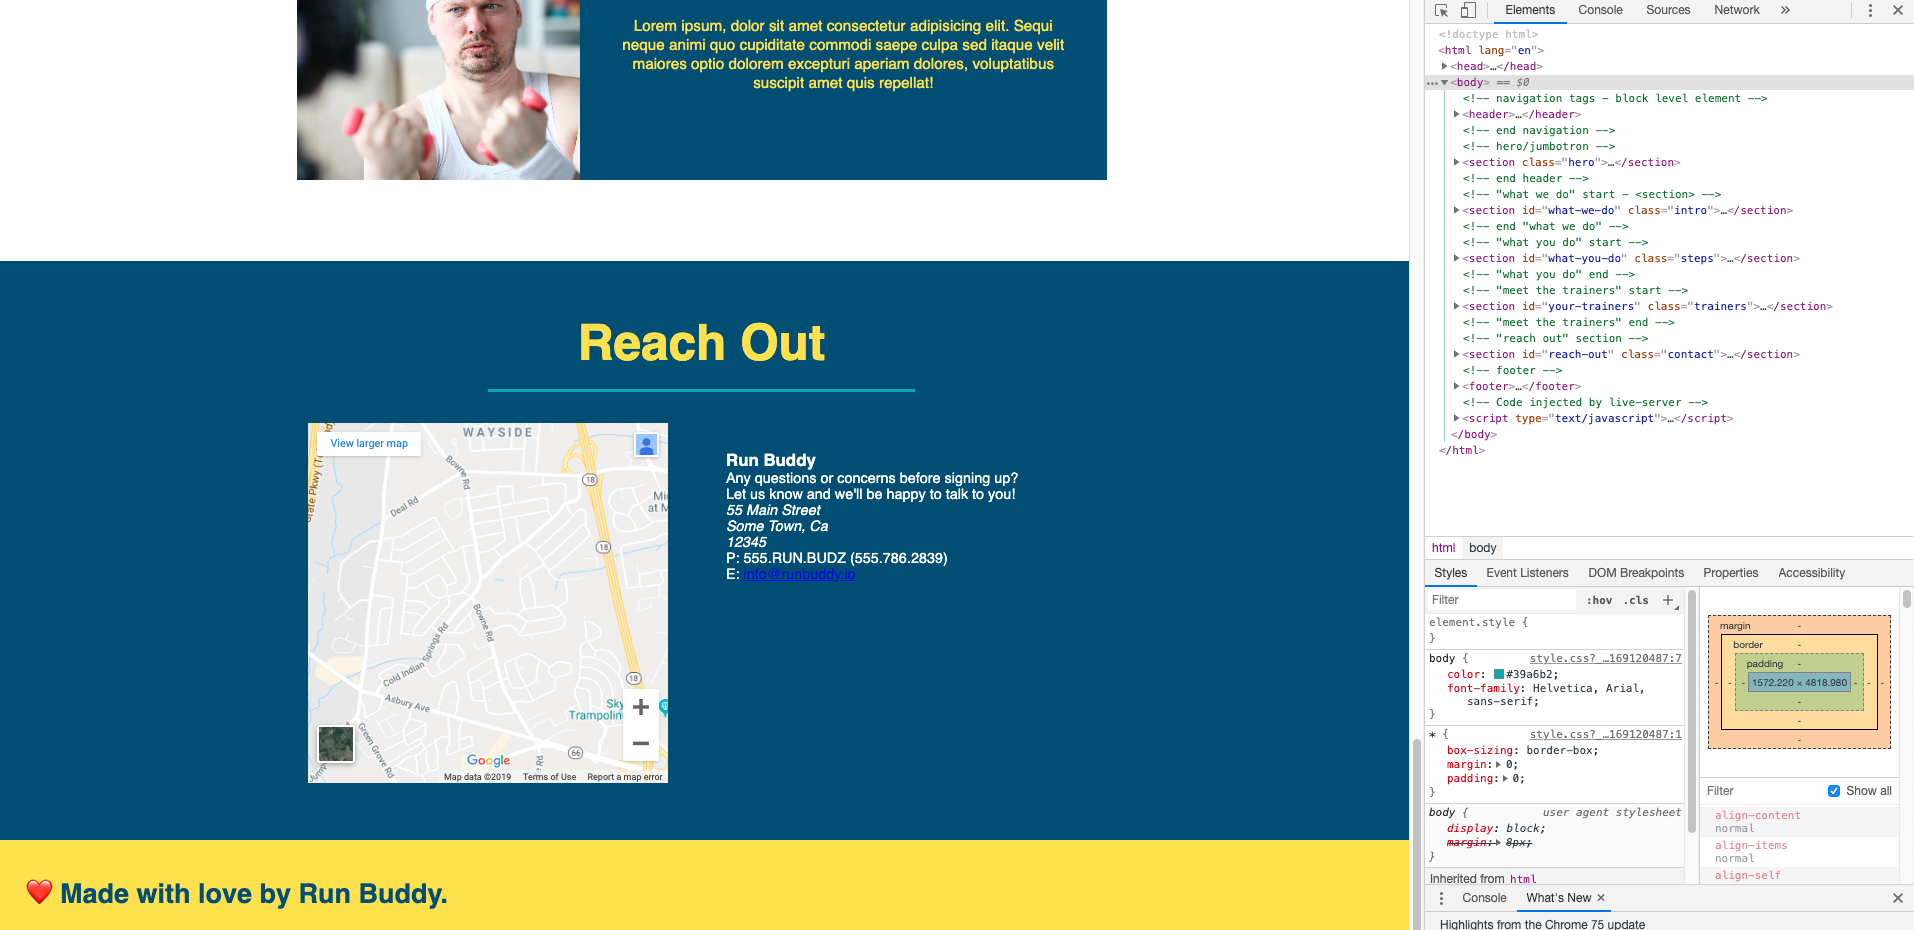 Lorem ipsum, dolor sit amet consectetur adipisicing elit. Sequi
neque animi quo cupiditate commodi saepe culpa sed itaque velit
maiores optio dolorem excepturi aperiam dolores, voluptatibus
suscipit amet quis repellat!
Reach Out
View larger map
WAYSIDE
Bowne Rd
Deal Rd
18
18
18
66
Mi
at M
Bowne Rd
Cold Indian Springs Rd
Asbury Ave
Green Grove Rd
Sky
Trampolin
Google
Map data ©2019 Terms of Use Report a map error
Run Buddy
Any questions or concerns before signing up?
Let us know and we'll be happy to talk to you!
55 Main Street
Some Town, Ca
12345
P: 555.RUN.BUDZ (555.786.2839)
E: info@runbuddy.io
❤️ Made with love by Run Buddy.
Elements Console Sources Network »
<!doctype html>
<html lang="en">
<head>…</head>
<body> == $0
<!-- navigation tags - block level element -->
<header>…</header>
<!-- end navigation -->
<!-- hero/jumbotron -->
<section class="hero">…</section>
<!-- end header -->
<!-- "what we do" start - <section> -->
<section id="what-we-do" class="intro">…</section>
<!-- end "what we do" -->
<!-- "what you do" start -->
<section id="what-you-do" class="steps">…</section>
<!-- "what you do" end -->
<!-- "meet the trainers" start -->
<section id="your-trainers" class="trainers">…</section>
<!-- "meet the trainers" end -->
<!-- "reach out" section -->
<section id="reach-out" class="contact">…</section>
<!-- footer -->
<footer>…</footer>
<!-- Code injected by live-server -->
<script type="text/javascript">…</script>
</body>
</html>
html body
Styles Event Listeners DOM Breakpoints Properties Accessibility
Filter :hov .cls +
element.style {
}
body { style.css?_…169120487:7
color: #39a6b2;
font-family: Helvetica, Arial,
sans-serif;
}
* { style.css?_…169120487:1
box-sizing: border-box;
margin: 0;
padding: 0;
}
body { user agent stylesheet
display: block;
margin: 8px;
}
Inherited from html
margin -
border -
padding -
- - - 1572.220 × 4818.980 - - -
-
-
-
Filter Show all
align-content
normal
align-items
normal
align-self
Console What's New ×
Highlights from the Chrome 75 update